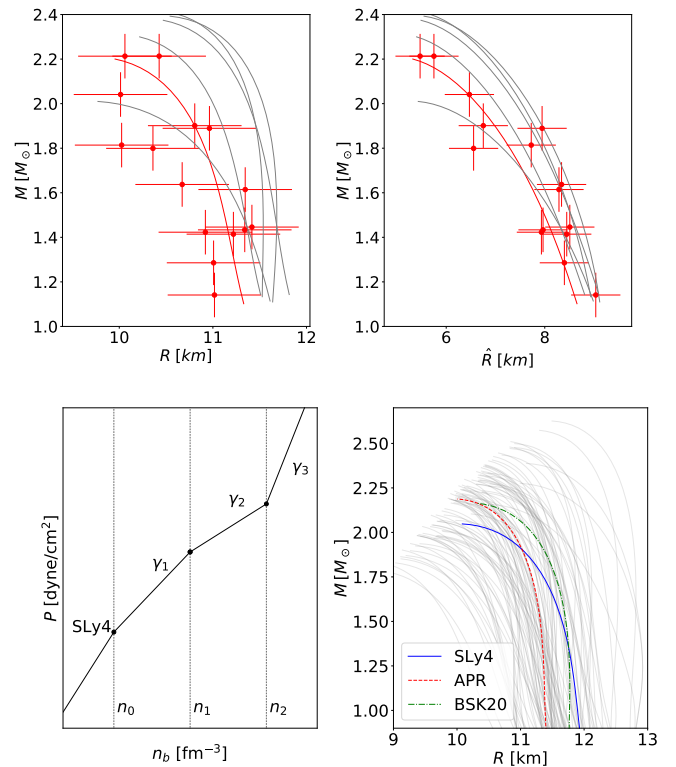 2.4
2.2
2.0
1.8
1.6
1.4
1.2
1.0
M [M⊙]
10
11
12
R [km]
2.4
2.2
2.0
1.8
1.6
1.4
1.2
1.0
M [M⊙]
6
8
R̂ [km]
P [dyne/cm²]
SLy4
γ₁
γ₂
γ₃
n₀
n₁
n₂
n_b [fm⁻³]
2.50
2.25
2.00
1.75
1.50
1.25
1.00
M [M⊙]
SLy4
APR
BSK20
9
10
11
12
13
R [km]